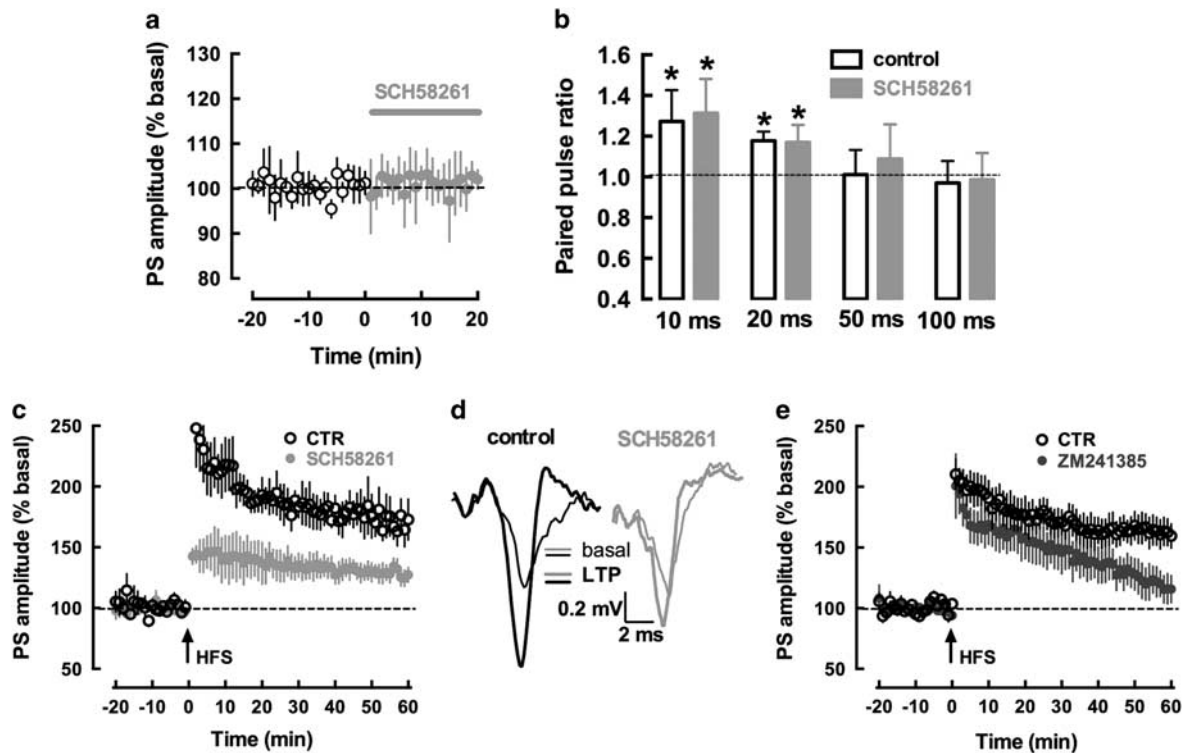 a
PS amplitude (% basal)
130
120
110
100
90
80
SCH58261
-20 -10 0 10 20
Time (min)
b
Paired pulse ratio
1.6
1.4
1.2
1.0
0.8
0.6
0.4
control
SCH58261
* * * *
10 ms 20 ms 50 ms 100 ms
c
PS amplitude (% basal)
250
200
150
100
50
CTR
SCH58261
HFS
-20 -10 0 10 20 30 40 50 60
Time (min)
d
control SCH58261
basal
LTP
0.2 mV
2 ms
e
PS amplitude (% basal)
250
200
150
100
50
CTR
ZM241385
HFS
-20 -10 0 10 20 30 40 50 60
Time (min)